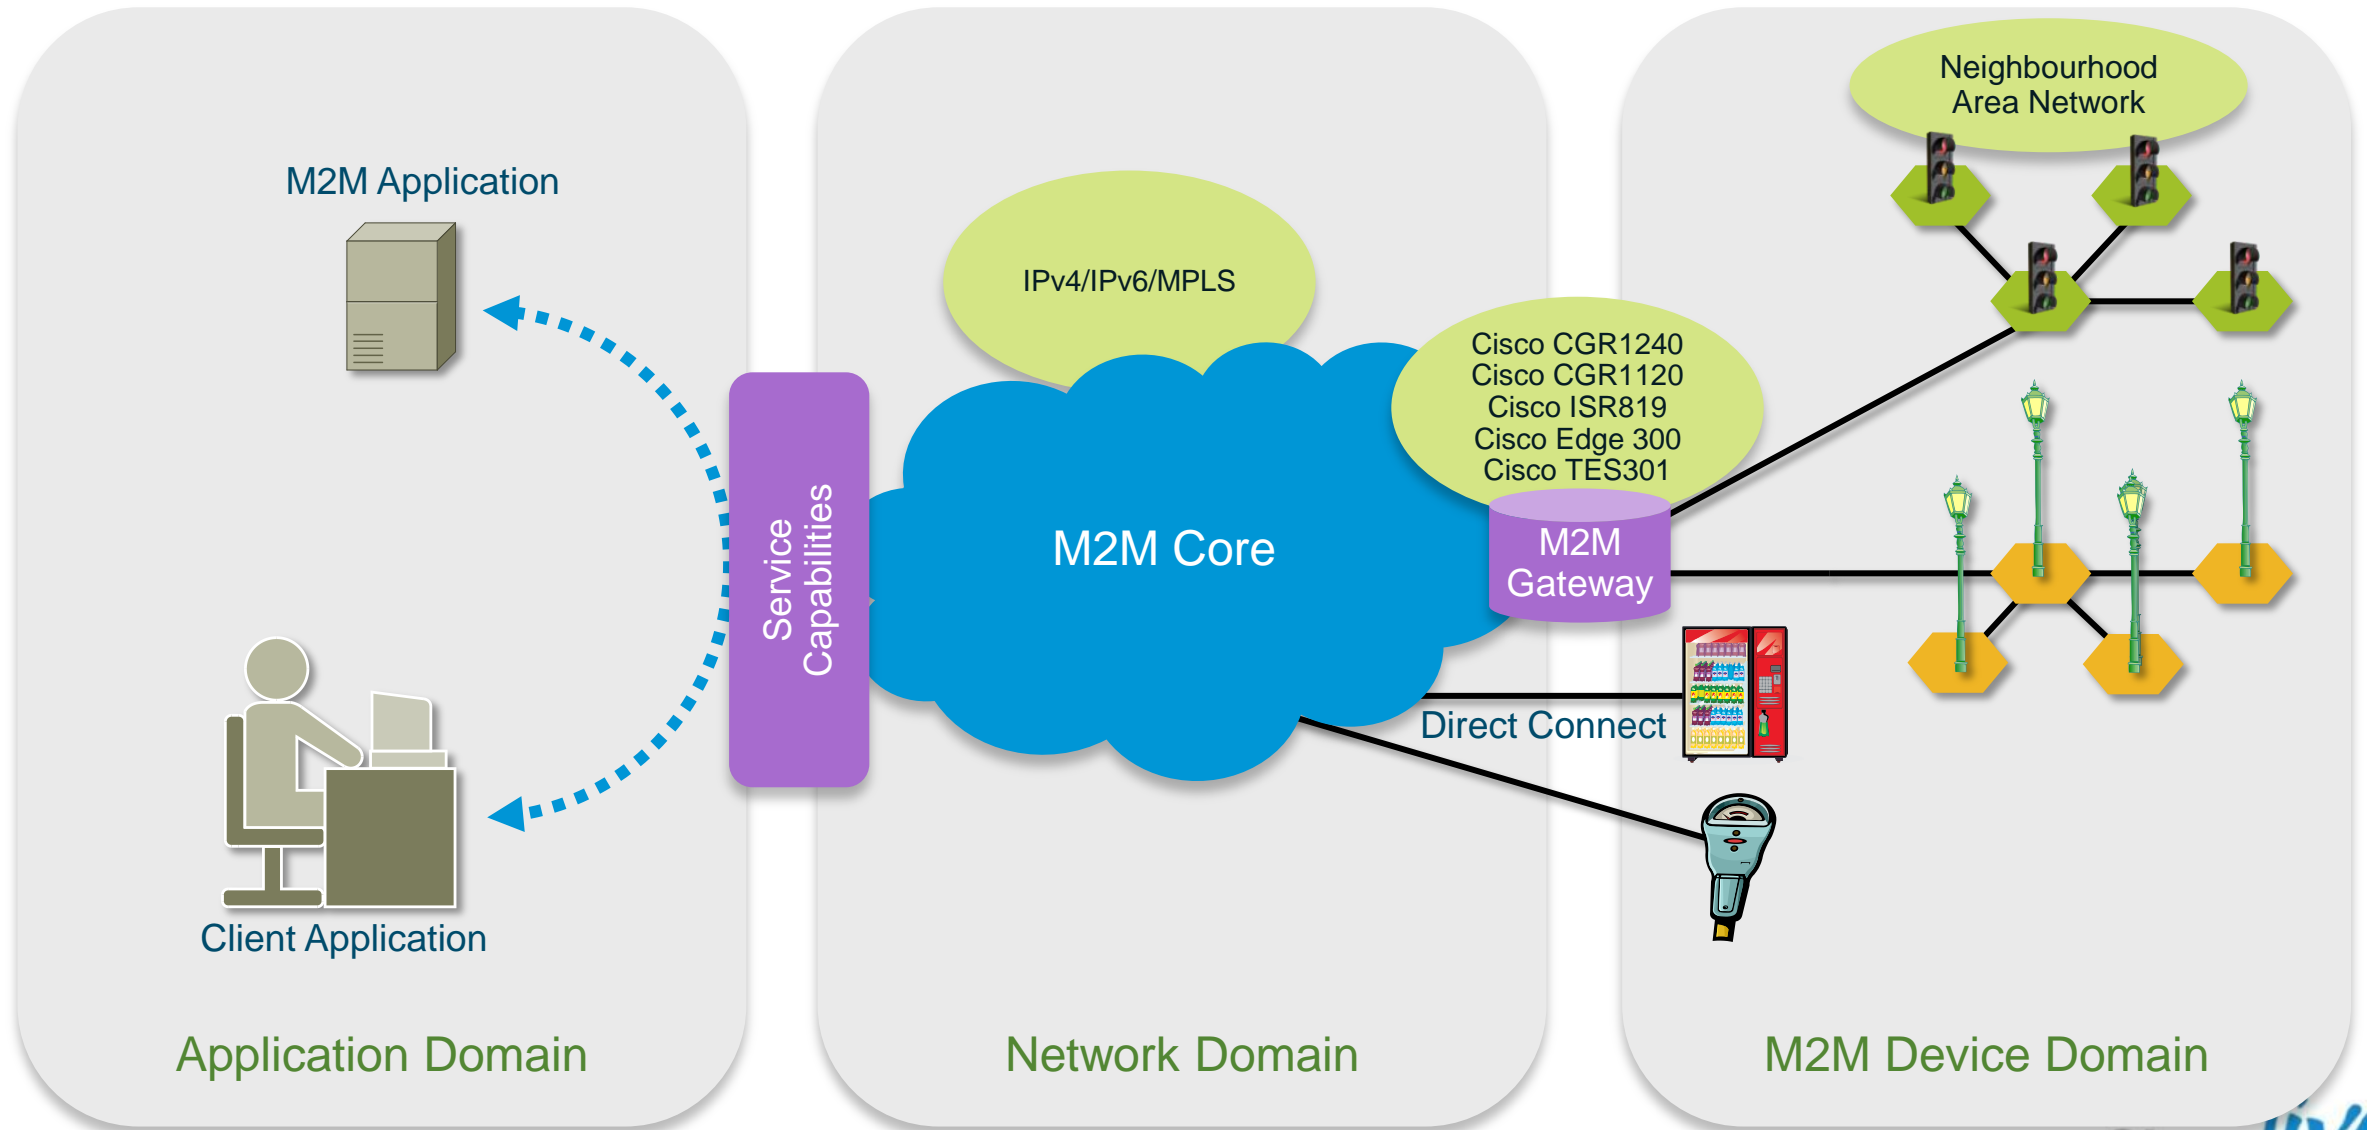 M2M Application
Client Application
Application Domain
Service
Capabilities
IPv4/IPv6/MPLS
M2M Core
Network Domain
Cisco CGR1240
Cisco CGR1120
Cisco ISR819
Cisco Edge 300
Cisco TES301
M2M
Gateway
Direct Connect
Neighbourhood
Area Network
M2M Device Domain